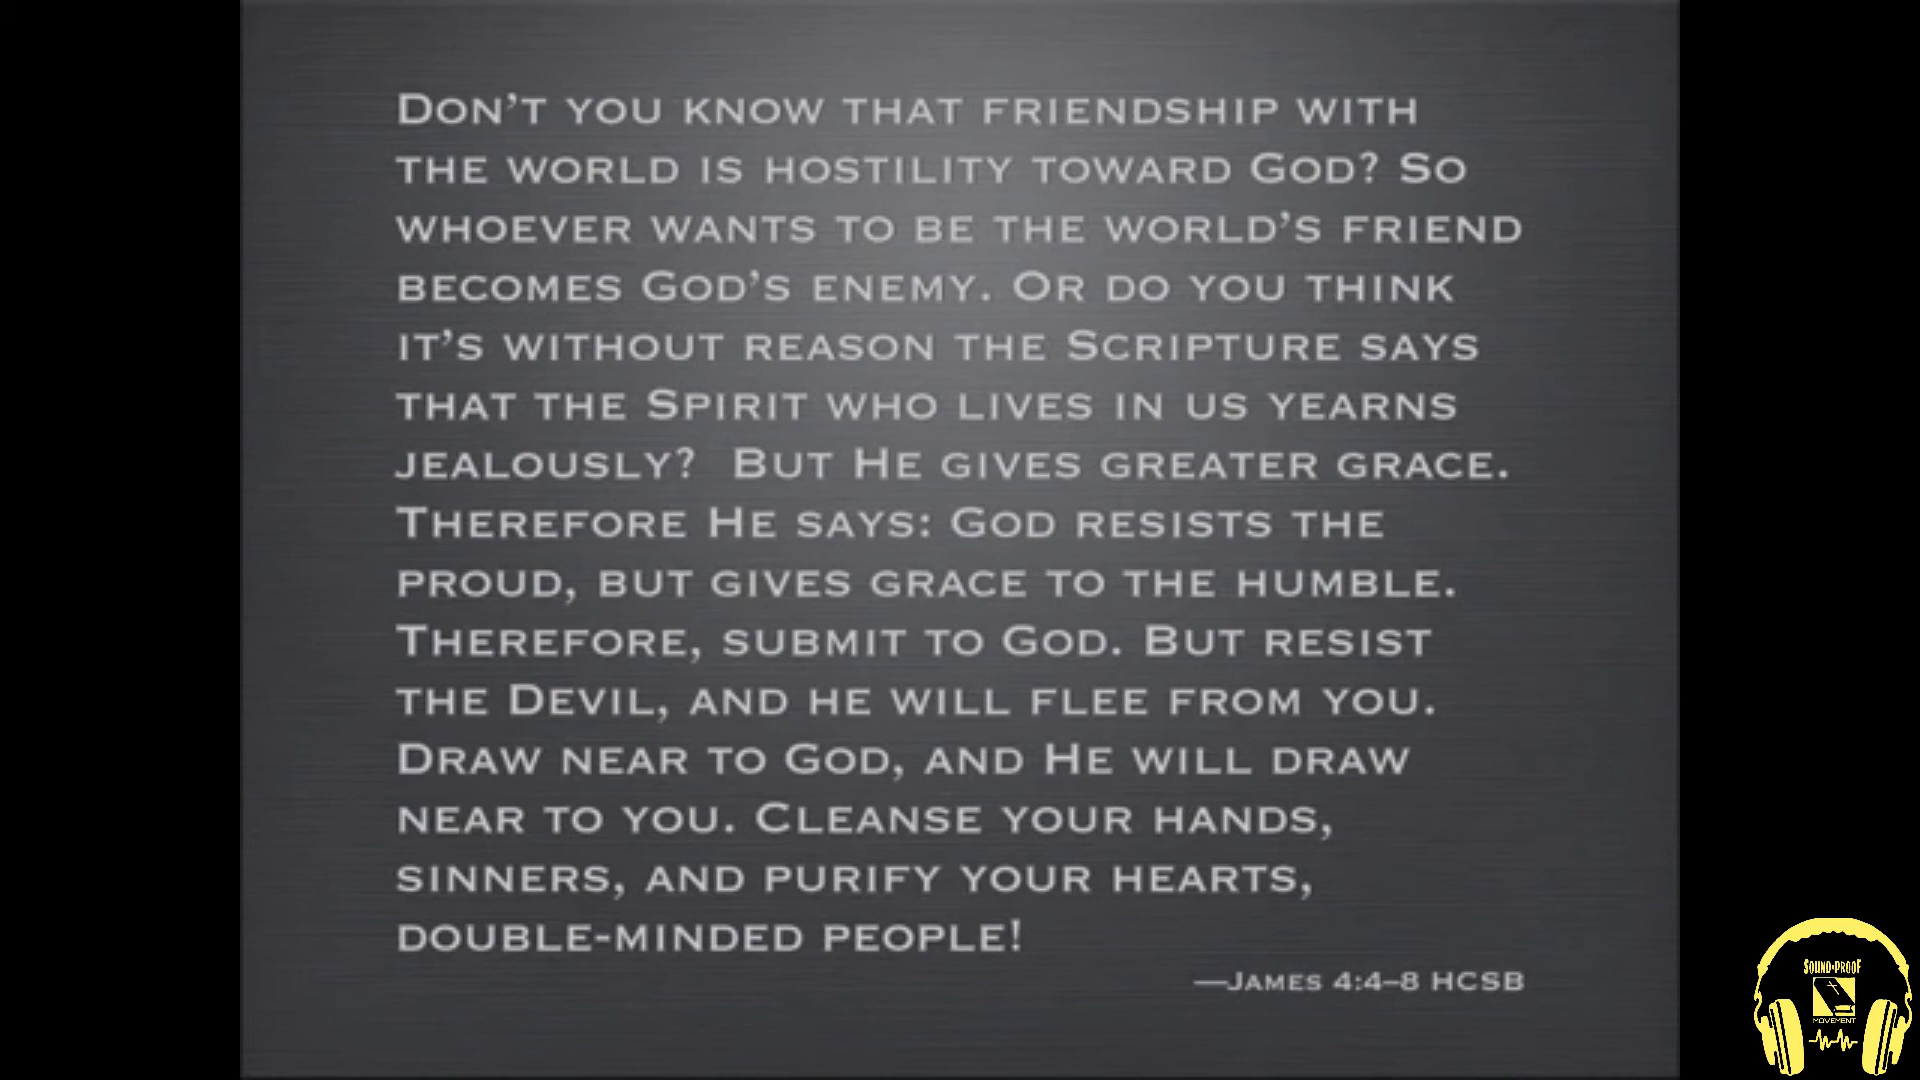 Don't you know that friendship with
the world is hostility toward God? So
whoever wants to be the world's friend
becomes God's enemy. Or do you think
it's without reason the Scripture says
that the Spirit who lives in us yearns
jealously?  But He gives greater grace.
Therefore He says: God resists the
proud, but gives grace to the humble.
Therefore, submit to God. But resist
the Devil, and he will flee from you.
Draw near to God, and He will draw
near to you. Cleanse your hands,
sinners, and purify your hearts,
double-minded people!
—James 4:4–8 HCSB
SOUND-PROOF
MOVEMENT